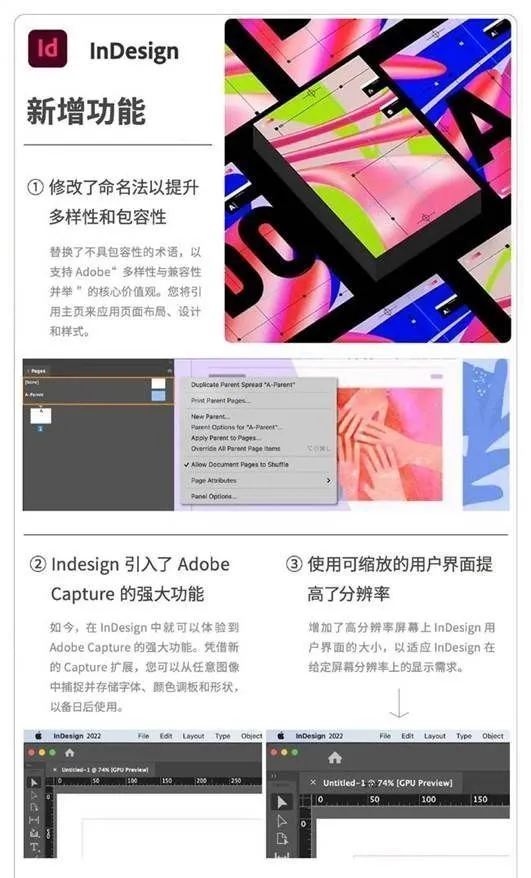 Id InDesign
新增功能
① 修改了命名法以提升
多样性和包容性
替换了不具包容性的术语，以
支持 Adobe“ 多样性与兼容性
并举 ” 的核心价值观。您将引
用主页来应用页面布局、设计
和样式。
Pages
[None]
A-Parent
1
Duplicate Parent Spread "A-Parent"
Print Parent Pages...
New Parent...
Parent Options for "A-Parent"...
Apply Parent to Pages...
Override All Parent Page Items
Allow Document Pages to Shuffle
Page Attributes
Panel Options...
② Indesign 引入了 Adobe
Capture 的强大功能
如今，在 InDesign 中就可以体验到
Adobe Capture 的强大功能。凭借新
的 Capture 扩展，您可以从任意图像
中捕捉并存储字体、颜色调板和形状，
以备日后使用。
③ 使用可缩放的用户界面提
高了分辨率
增加了高分辨率屏幕上 InDesign 用
户界面的大小，以适应 InDesign 在
给定屏幕分辨率上的显示需求。
InDesign 2022 File Edit Layout Type Object
× Untitled-1 @ 74% [GPU Preview]
0 50 100 150 200 250
InDesign 2022 File Edit Layout Type Object
× Untitled-1 @ 74% [GPU Preview]
0 50 100 150